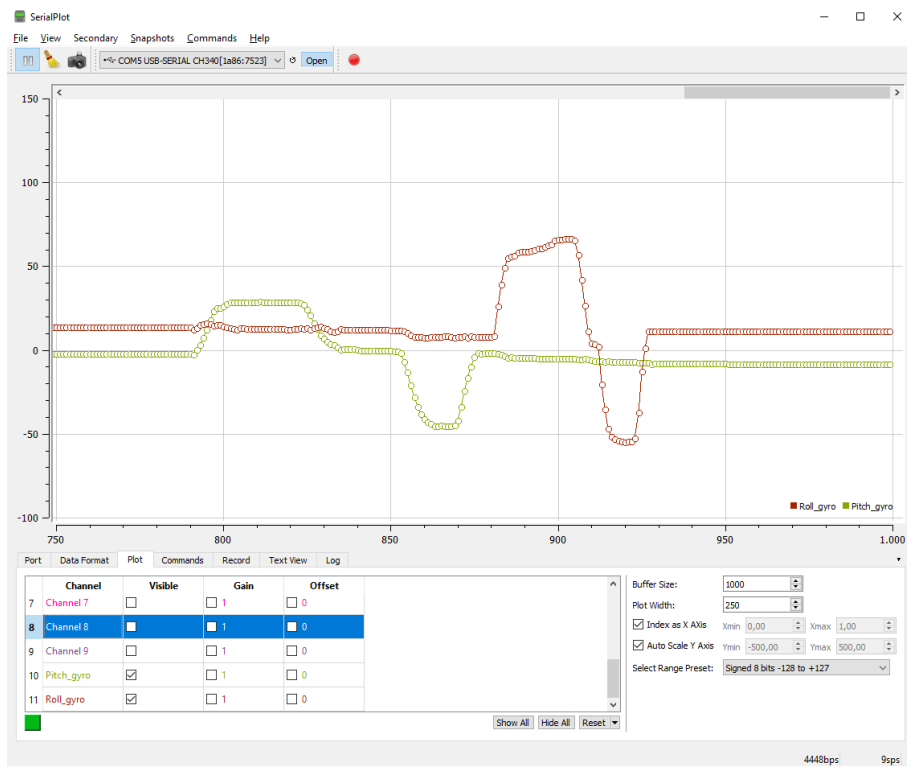 SerialPlot
File View Secondary Snapshots Commands Help
COM5 USB-SERIAL CH340[1a86:7523] Open
150
100
50
0
-50
-100
Roll_gyro Pitch_gyro
750 800 850 900 950 1.000
Port Data Format Plot Commands Record Text View Log
Channel Visible Gain Offset
7 Channel 7 1 0
8 Channel 8 1 0
9 Channel 9 1 0
10 Pitch_gyro 1 0
11 Roll_gyro 1 0
Show All Hide All Reset
Buffer Size: 1000
Plot Width: 250
Index as X AXis Xmin 0,00 Xmax 1,00
Auto Scale Y Axis Ymin -500,00 Ymax 500,00
Select Range Preset: Signed 8 bits -128 to +127
4448bps 9sps